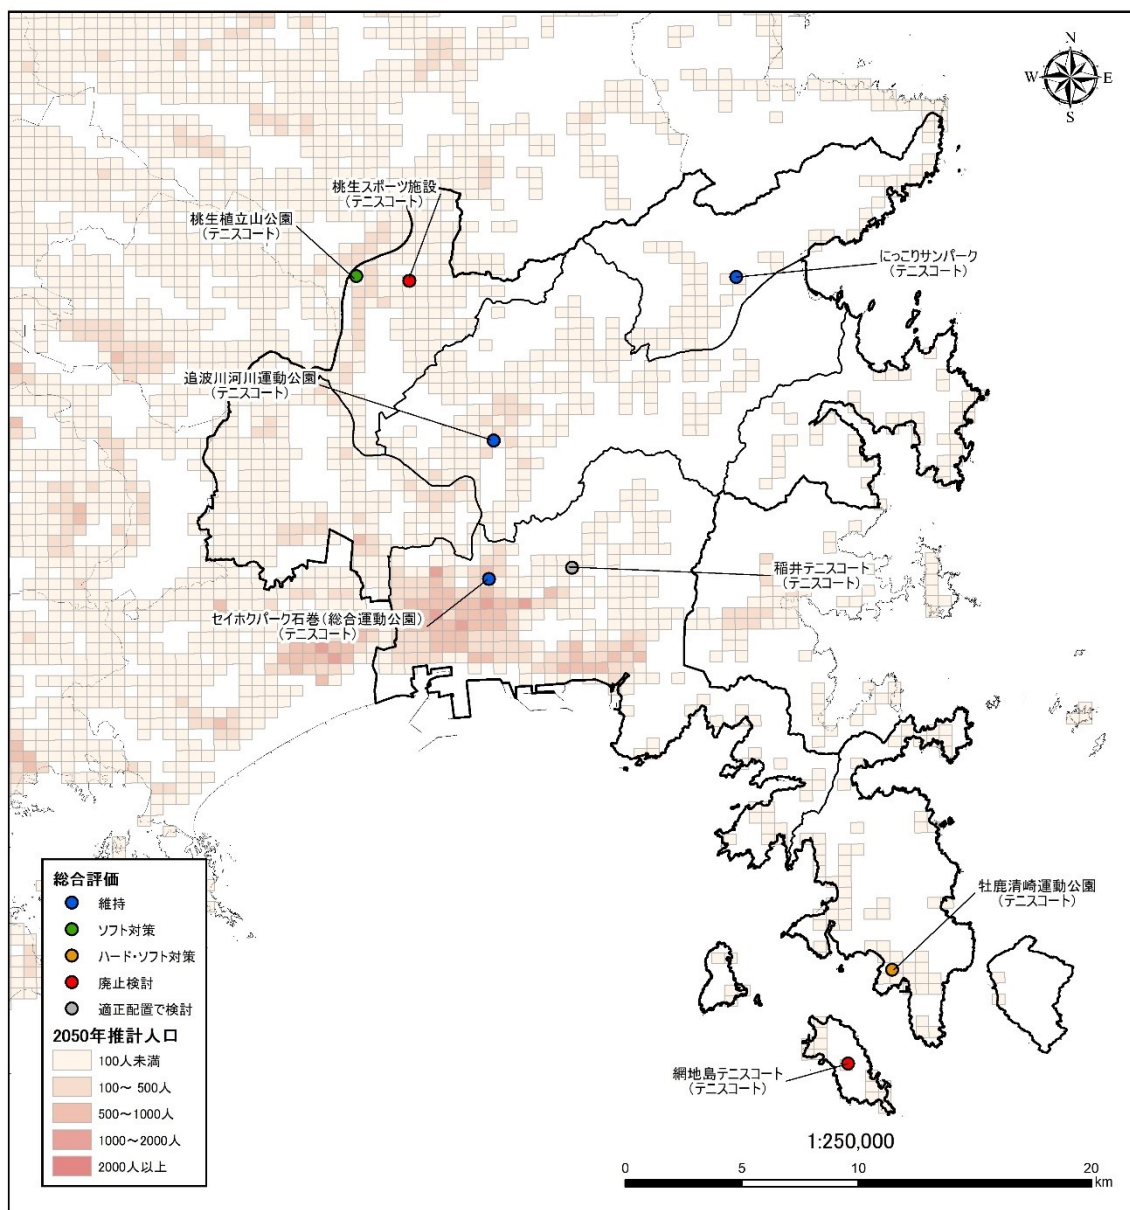 N
W
E
S
桃生スポーツ施設
(テニスコート)
桃生植立山公園
(テニスコート)
にっこりサンパーク
(テニスコート)
追波川河川運動公園
(テニスコート)
稲井テニスコート
(テニスコート)
セイホクパーク石巻(総合運動公園)
(テニスコート)
牡鹿清崎運動公園
(テニスコート)
網地島テニスコート
(テニスコート)
総合評価
維持
ソフト対策
ハード・ソフト対策
廃止検討
適正配置で検討
2050年推計人口
100人未満
100~ 500人
500~1000人
1000~2000人
2000人以上
1:250,000
0 5 10 20
km